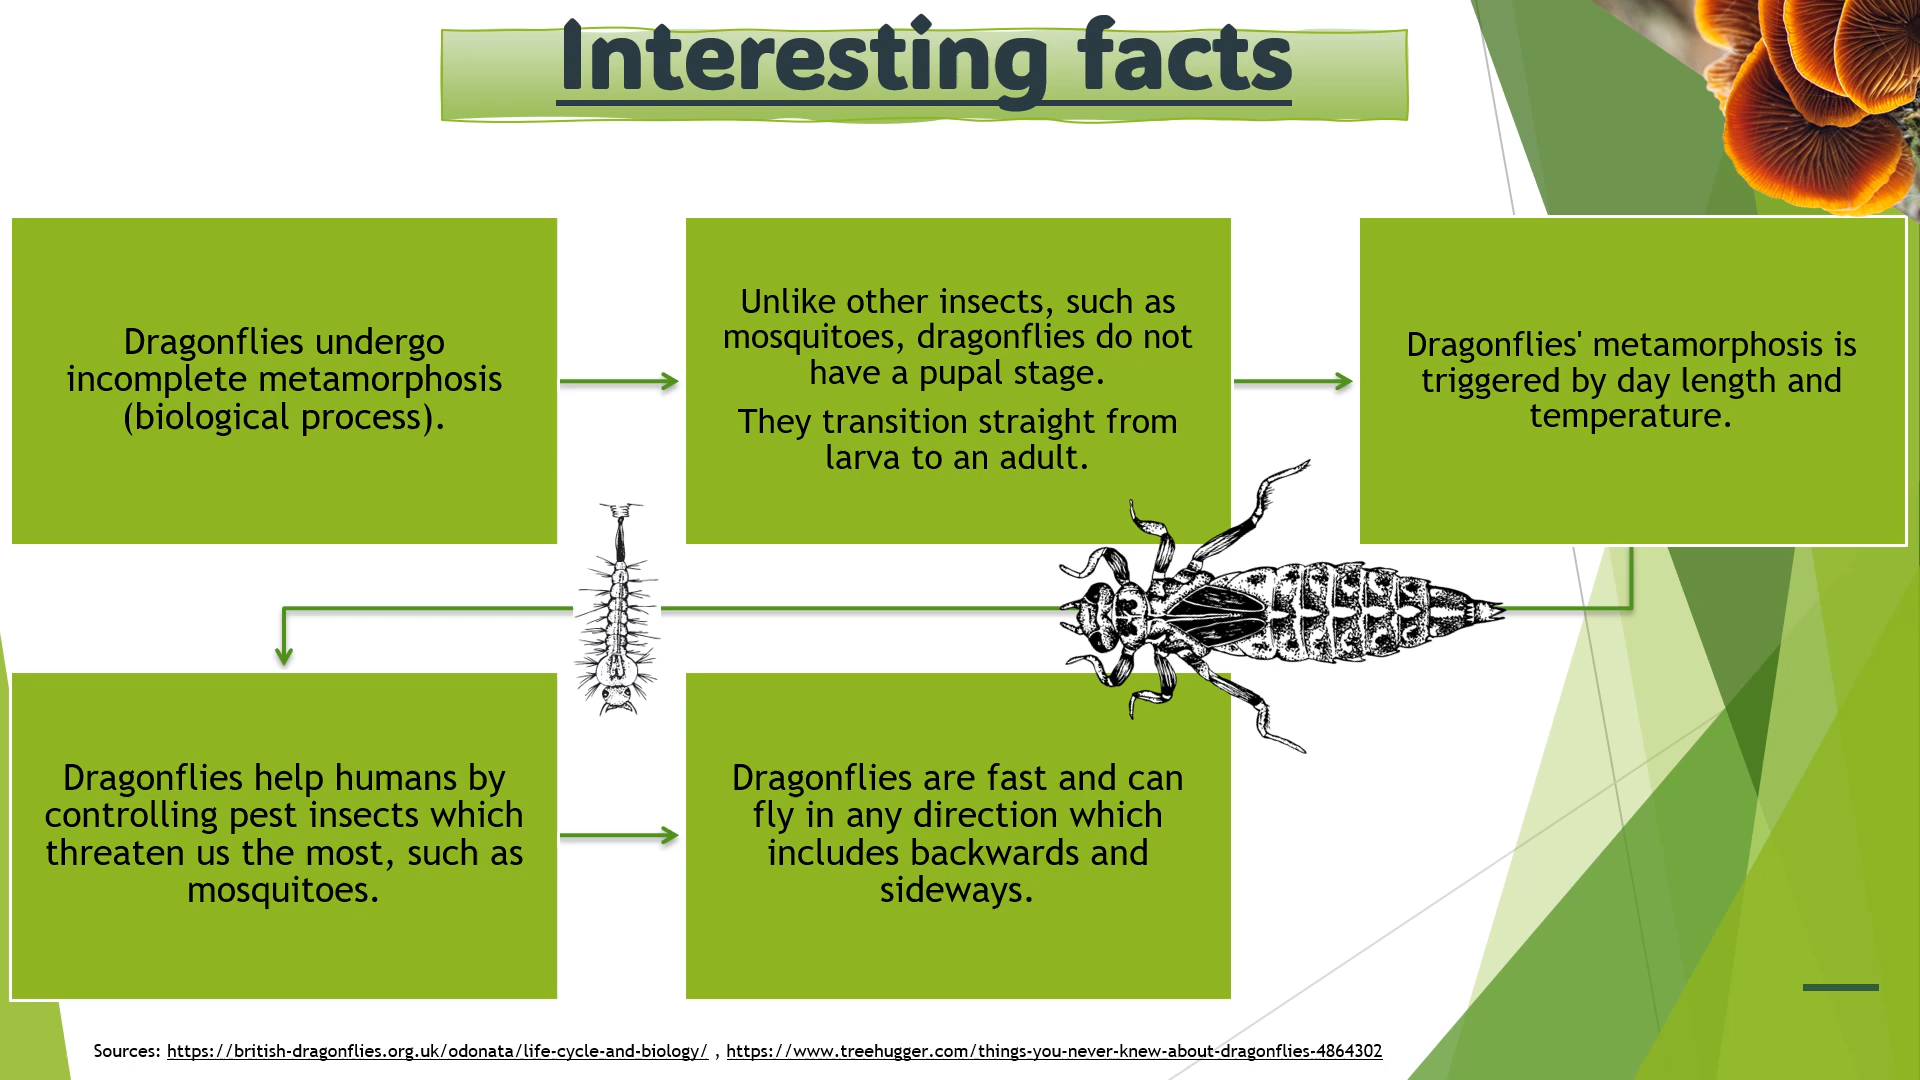 Interesting facts
Dragonflies undergo
incomplete metamorphosis
(biological process).
Unlike other insects, such as
mosquitoes, dragonflies do not
have a pupal stage.
They transition straight from
larva to an adult.
Dragonflies' metamorphosis is
triggered by day length and
temperature.
Dragonflies help humans by
controlling pest insects which
threaten us the most, such as
mosquitoes.
Dragonflies are fast and can
fly in any direction which
includes backwards and
sideways.
Sources: https://british-dragonflies.org.uk/odonata/life-cycle-and-biology/ , https://www.treehugger.com/things-you-never-knew-about-dragonflies-4864302